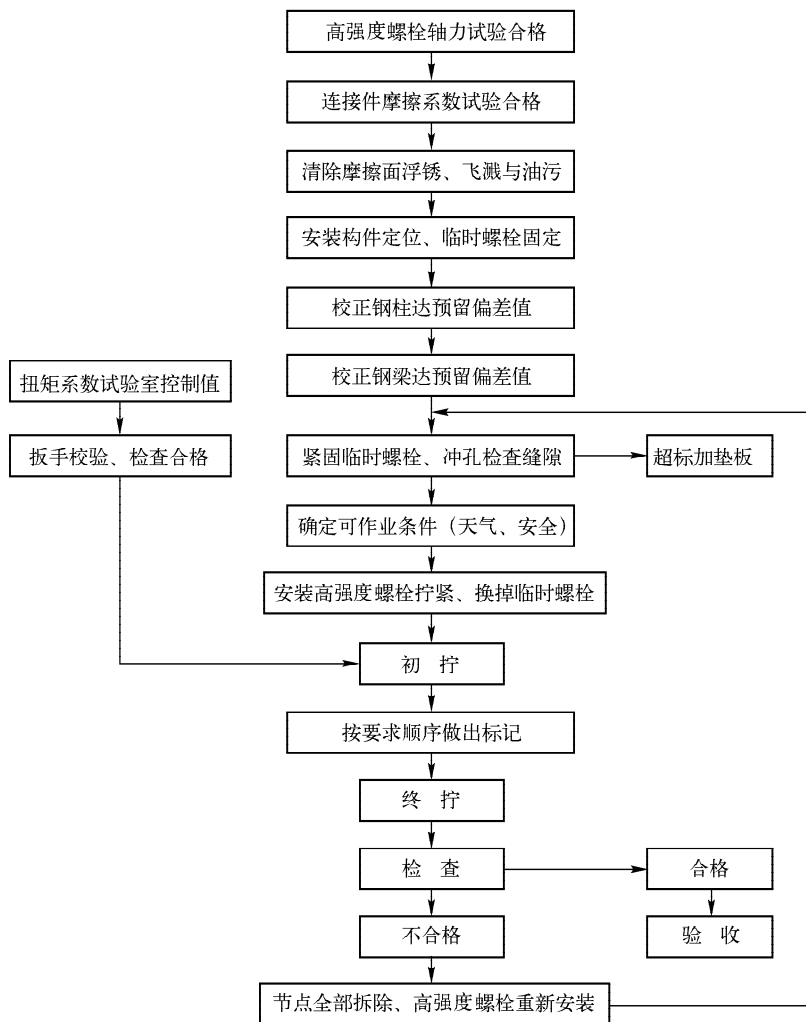 高强度螺栓轴力试验合格
连接件摩擦系数试验合格
清除摩擦面浮锈、飞溅与油污
安装构件定位、临时螺栓固定
校正钢柱达预留偏差值
校正钢梁达预留偏差值
扭矩系数试验室控制值
扳手校验、检查合格
紧固临时螺栓、冲孔检查缝隙
超标加垫板
确定可作业条件(天气、安全)
安装高强度螺栓拧紧、换掉临时螺栓
初 拧
按要求顺序做出标记
终 拧
检 查
合格
不合格
验 收
节点全部拆除、高强度螺栓重新安装